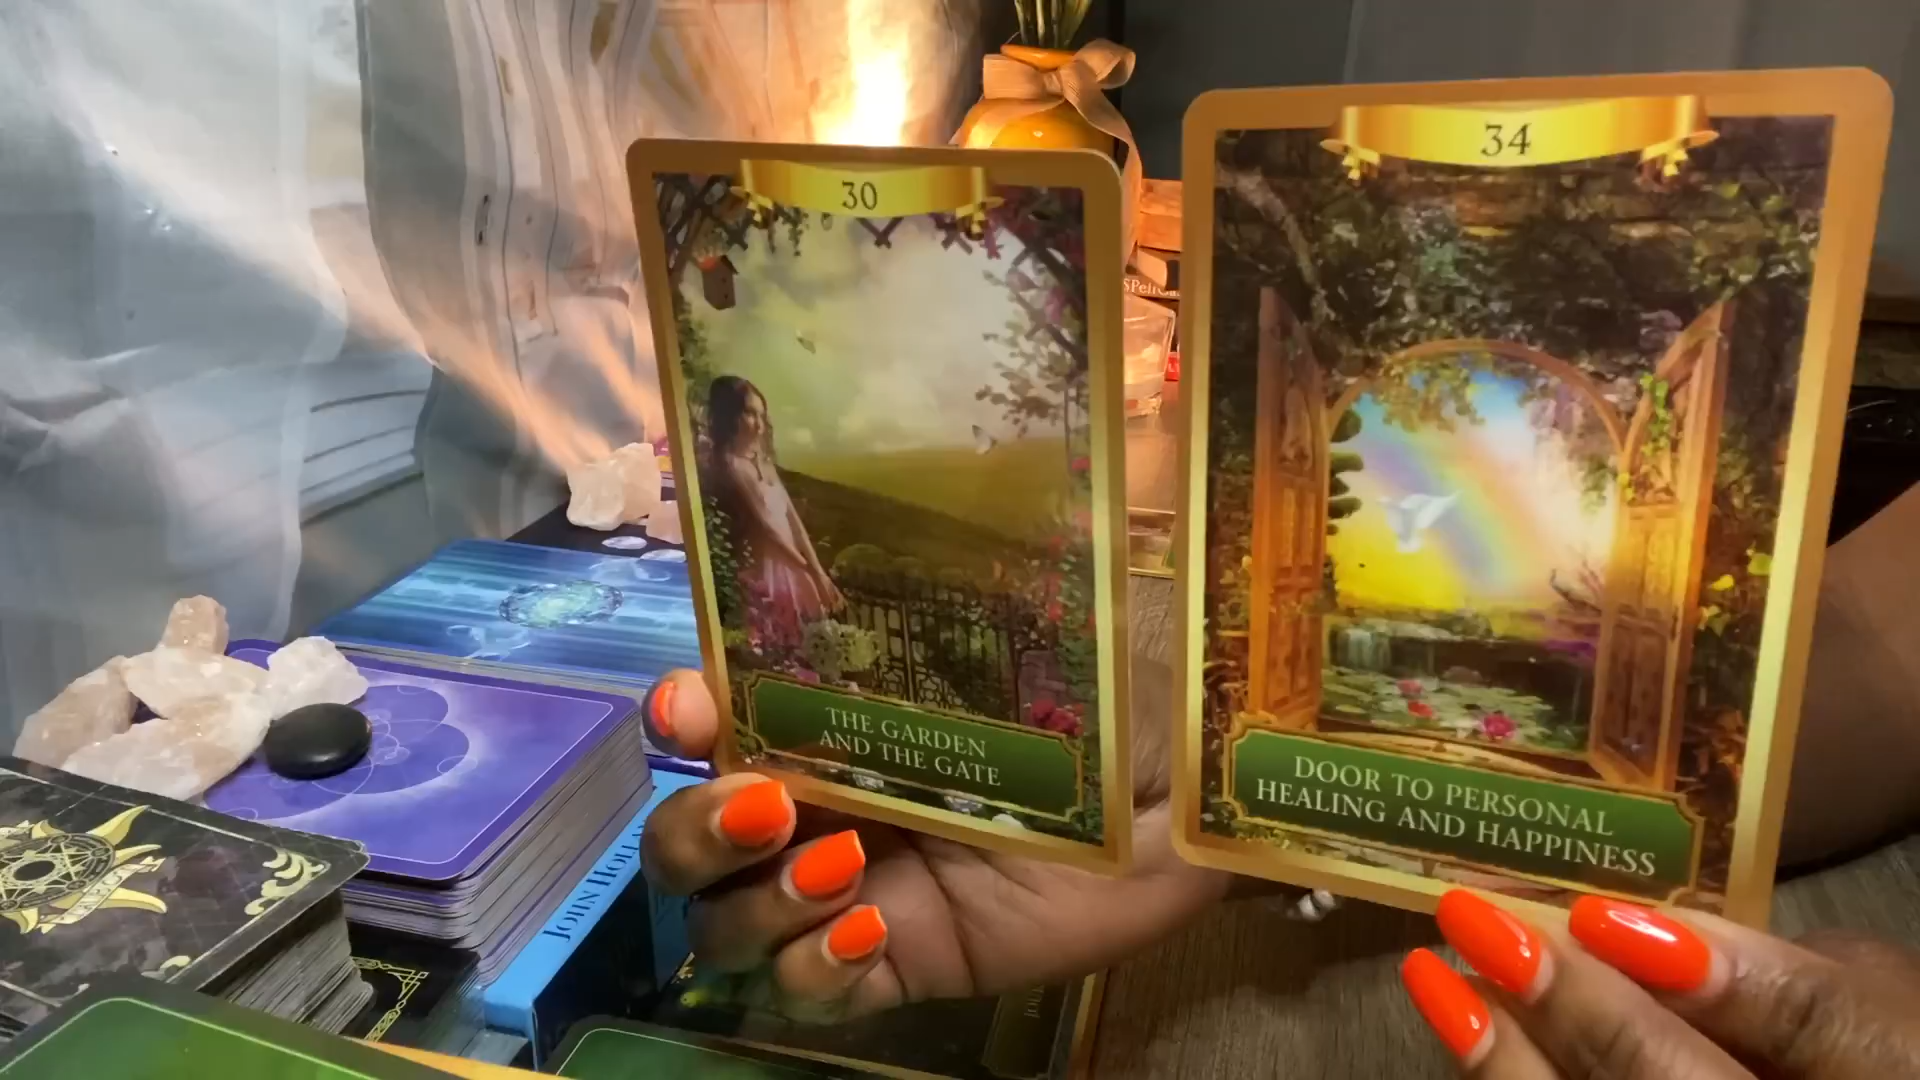 30
THE GARDEN
AND THE GATE
34
DOOR TO PERSONAL
HEALING AND HAPPINESS